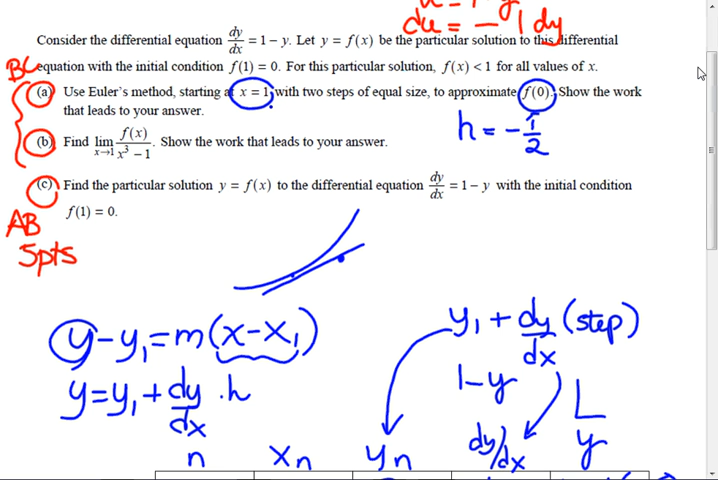 du = - 1 dy
Consider the differential equation dy/dx = 1 − y. Let y = f(x) be the particular solution to this differential
BC equation with the initial condition f(1) = 0. For this particular solution, f(x) < 1 for all values of x.
(a) Use Euler's method, starting at x = 1 with two steps of equal size, to approximate f(0). Show the work
that leads to your answer.
h = -1/2
(b) Find lim x→1 f(x)/x³ − 1. Show the work that leads to your answer.
(c) Find the particular solution y = f(x) to the differential equation dy/dx = 1 − y with the initial condition
f(1) = 0.
AB
5pts
y - y₁ = m(x - x₁)
y = y₁ + dy/dx · h
y₁ + dy/dx (step)
1 - y
n xn yn dy/dx y